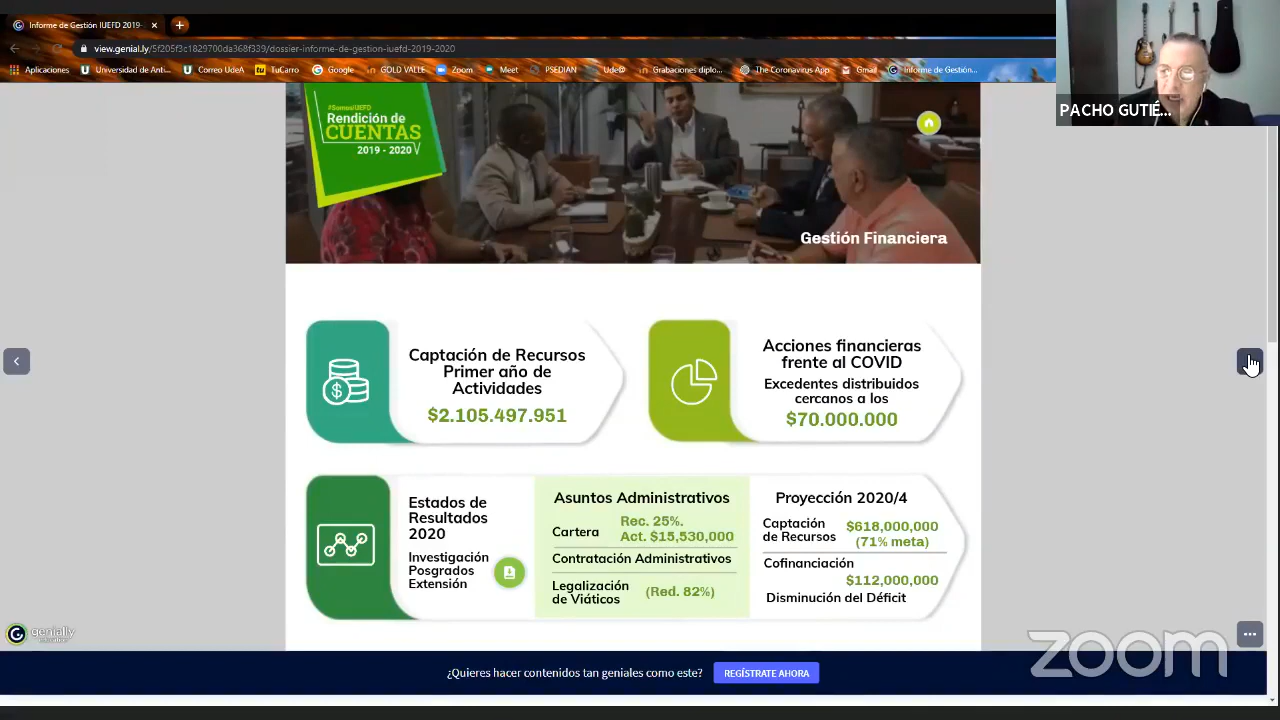 Informe de Gestión IUEFD 2019-
view.genial.ly/5f205f3c1829700da368f339/dossier-informe-de-gestion-iuefd-2019-2020
Aplicaciones
Universidad de Anti...
Correo UdeA
TuCarro
Google
GOLD VALLE
Zoom
Meet
PSEDIAN
Ude@
Grabaciones diplo...
The Coronavirus App
Gmail
Informe de Gestión...
PACHO GUTIÉ...
#SomosIUEFD
Rendición de
CUENTAS
2019 - 2020
Gestión Financiera
Captación de Recursos
Primer año de
Actividades
$2.105.497.951
Acciones financieras
frente al COVID
Excedentes distribuidos
cercanos a los
$70.000.000
Estados de
Resultados
2020
Investigación
Posgrados
Extensión
Asuntos Administrativos
Cartera
Rec. 25%.
Act. $15,530,000
Contratación Administrativos
Legalización
de Viáticos
(Red. 82%)
Proyección 2020/4
Captación
de Recursos
$618,000,000
(71% meta)
Cofinanciación
$112,000,000
Disminución del Déficit
genially
¿Quieres hacer contenidos tan geniales como este?
REGÍSTRATE AHORA
zoom